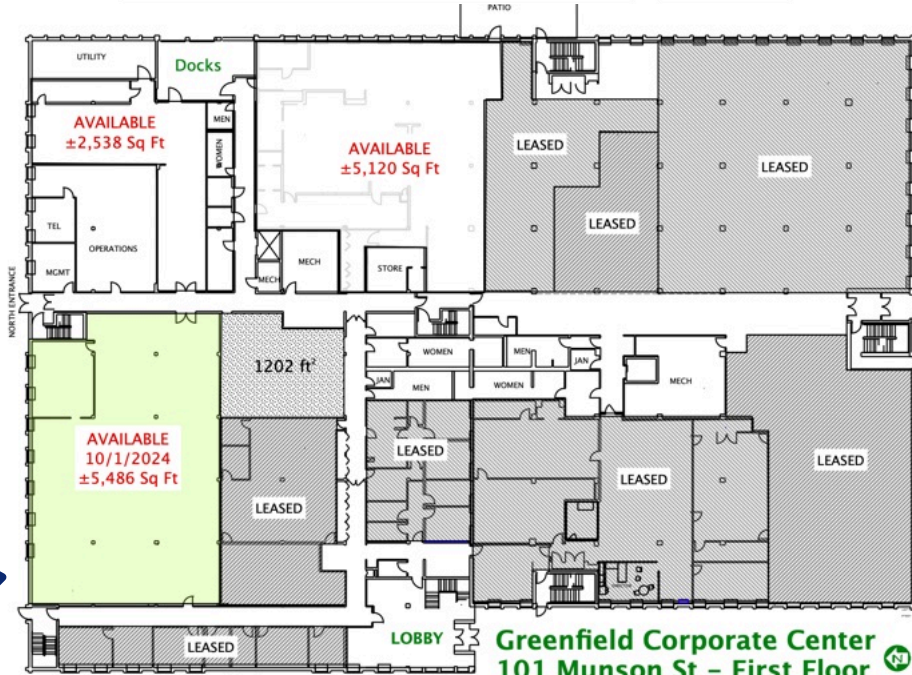 PATIO
UTILITY
Docks
AVAILABLE
±2,538 Sq Ft
MEN
WOMEN
AVAILABLE
±5,120 Sq Ft
LEASED
LEASED
LEASED
TEL
OPERATIONS
MGMT
MECH
MECH
STORE
NORTH ENTRANCE
1202 ft²
WOMEN
MEN
JAN
JAN
MEN
WOMEN
MECH
AVAILABLE
10/1/2024
±5,486 Sq Ft
LEASED
LEASED
LEASED
LEASED
LEASED
LOBBY
Greenfield Corporate Center
101 Munson St – First Floor
N